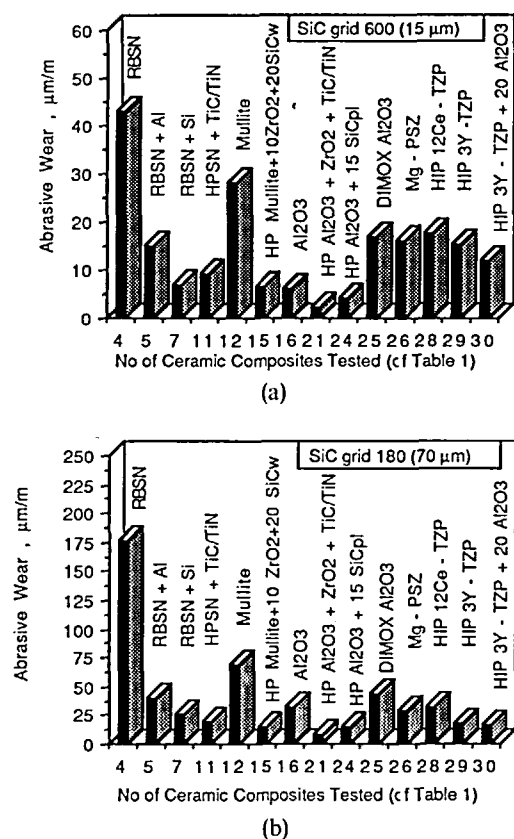 SiC grid 600 (15 µm)
60
50
40
30
20
10
0
Abrasive Wear , µm/m
RBSN
RBSN + Al
RBSN + Si
HPSN + TiC/TiN
Mullite
HP Mullite+10ZrO2+20SiCw
Al2O3
HP Al2O3 + ZrO2 + TiC/TiN
HP Al2O3 + 15 SiCpl
DIMOX Al2O3
Mg - PSZ
HIP 12Ce - TZP
HIP 3Y -TZP
HIP 3Y - TZP + 20 Al2O3
4 5 7 11 12 15 16 21 24 25 26 28 29 30
No of Ceramic Composites Tested (cf Table 1)
(a)
SiC grid 180 (70 µm)
250
225
200
175
150
125
100
75
50
25
0
Abrasive Wear , µm/m
RBSN
RBSN + Al
RBSN + Si
HPSN + TiC/TiN
Mullite
HP Mullite+10 ZrO2+20 SiCw
Al2O3
HP Al2O3 + ZrO2 + TiC/TiN
HP Al2O3 + 15 SiCpl
DIMOX Al2O3
Mg - PSZ
HIP 12Ce - TZP
HIP 3Y - TZP
HIP 3Y - TZP + 20 Al2O3
4 5 7 11 12 15 16 21 24 25 26 28 29 30
No of Ceramic Composites Tested (cf Table 1)
(b)